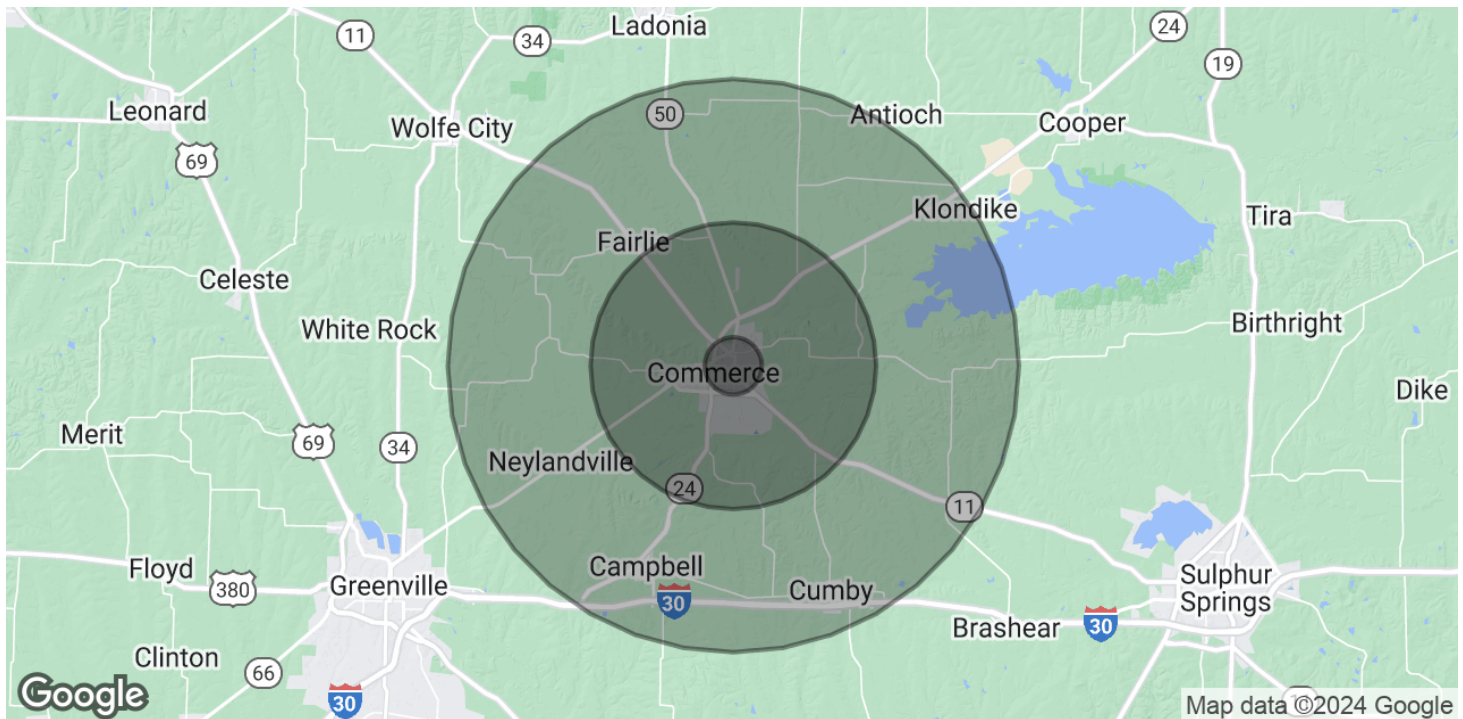 Ladonia
24
11
34
19
Leonard
50
Antioch
Cooper
Wolfe City
69
Klondike
Tira
Fairlie
Celeste
White Rock
Birthright
Commerce
Dike
Merit
69
34
Neylandville
24
11
Floyd
380
Greenville
Campbell
30
Cumby
Sulphur
Springs
Brashear
30
Clinton
66
30
Google
Map data ©2024 Google